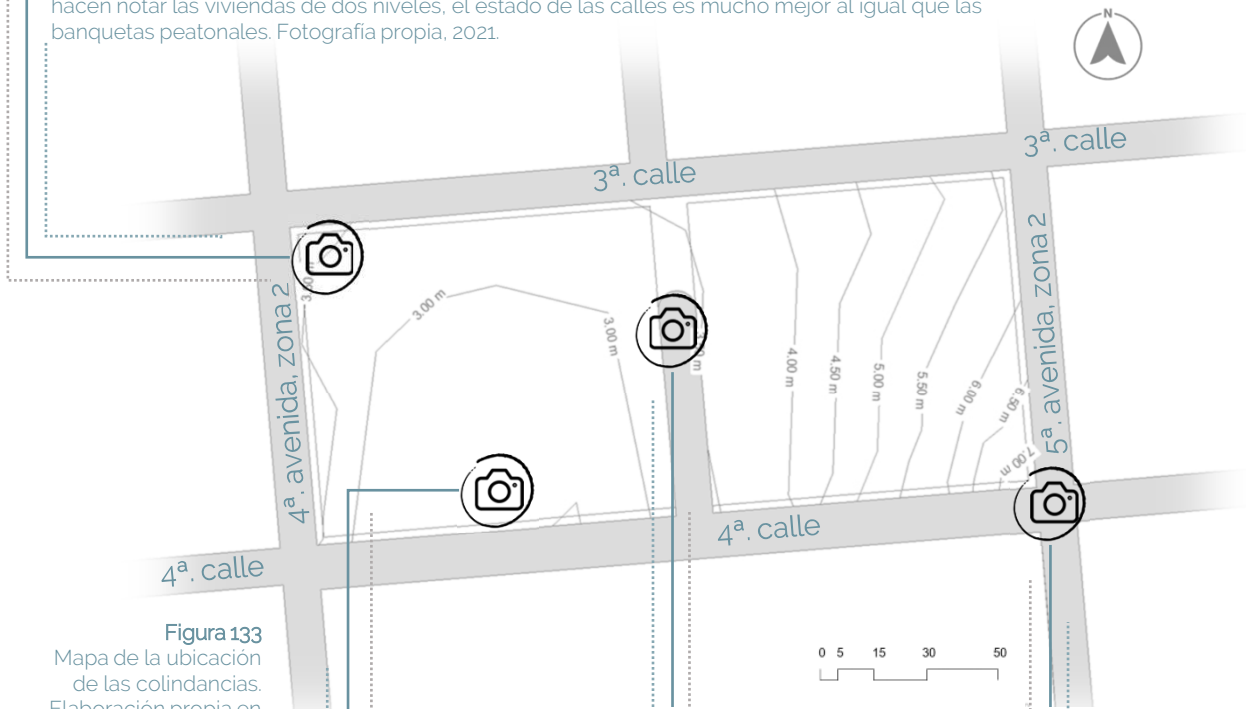 hacen notar las viviendas de dos niveles, el estado de las calles es mucho mejor al igual que las
banquetas peatonales. Fotografía propia, 2021.
N
3ª. calle
3ª. calle
4ª. avenida, zona 2
5ª. avenida, zona 2
3.00 m
3.00 m
4.00 m
4.50 m
5.00 m
5.50 m
6.00 m
6.50 m
7.00 m
4ª. calle
4ª. calle
0 5 15 30 50
Figura 133
Mapa de la ubicación
de las colindancias.
Elaboración propia en